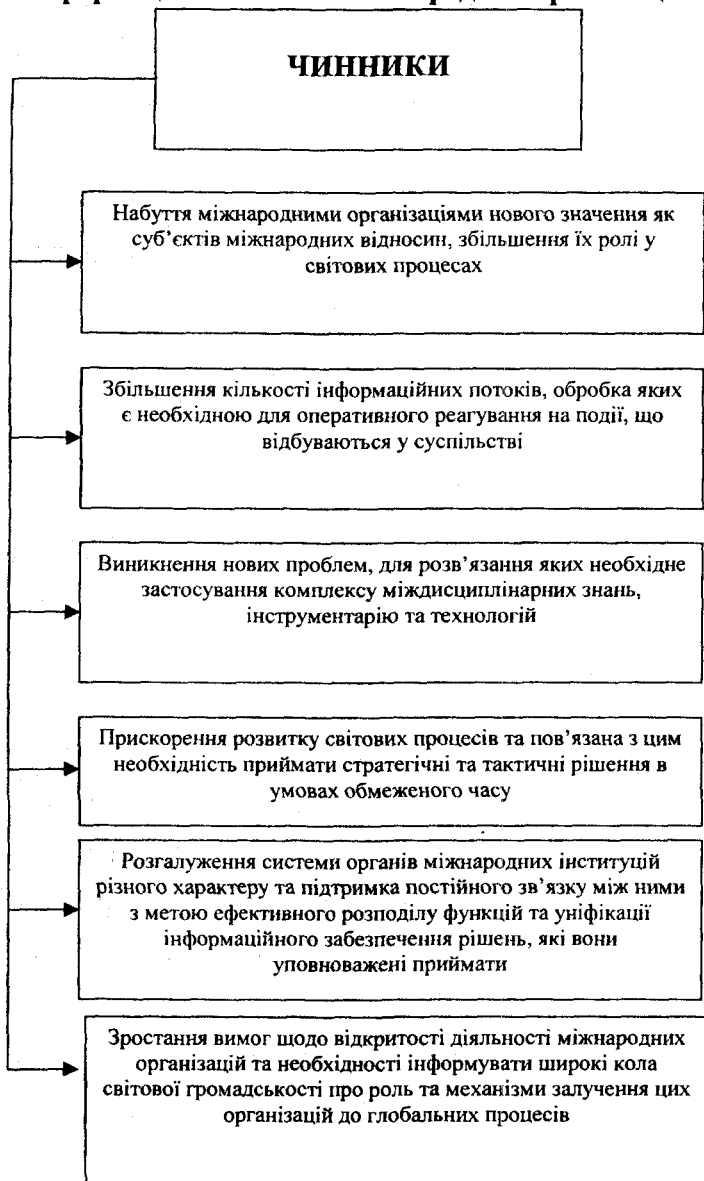 ЧИННИКИ
Набуття міжнародними організаціями нового значення як
суб’єктів міжнародних відносин, збільшення їх ролі у
світових процесах
Збільшення кількості інформаційних потоків, обробка яких
є необхідною для оперативного реагування на події, що
відбуваються у суспільстві
Виникнення нових проблем, для розв’язання яких необхідне
застосування комплексу міждисциплінарних знань,
інструментарію та технологій
Прискорення розвитку світових процесів та пов’язана з цим
необхідність приймати стратегічні та тактичні рішення в
умовах обмеженого часу
Розгалуження системи органів міжнародних інституцій
різного характеру та підтримка постійного зв’язку між ними
з метою ефективного розподілу функцій та уніфікації
інформаційного забезпечення рішень, які вони
уповноважені приймати
Зростання вимог щодо відкритості діяльності міжнародних
організацій та необхідності інформувати широкі кола
світової громадськості про роль та механізми залучення цих
організацій до глобальних процесів